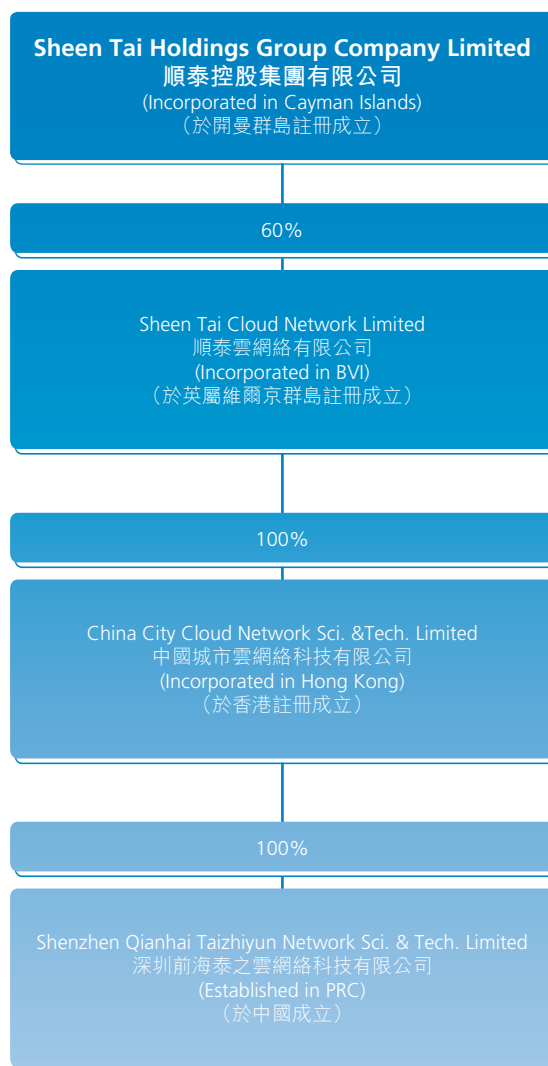 Sheen Tai Holdings Group Company Limited
順泰控股集團有限公司
(Incorporated in Cayman Islands)
（於開曼群島註冊成立）
60%
Sheen Tai Cloud Network Limited
順泰雲網絡有限公司
(Incorporated in BVI)
（於英屬維爾京群島註冊成立）
100%
China City Cloud Network Sci. &Tech. Limited
中國城市雲網絡科技有限公司
(Incorporated in Hong Kong)
（於香港註冊成立）
100%
Shenzhen Qianhai Taizhiyun Network Sci. & Tech. Limited
深圳前海泰之雲網絡科技有限公司
(Established in PRC)
（於中國成立）